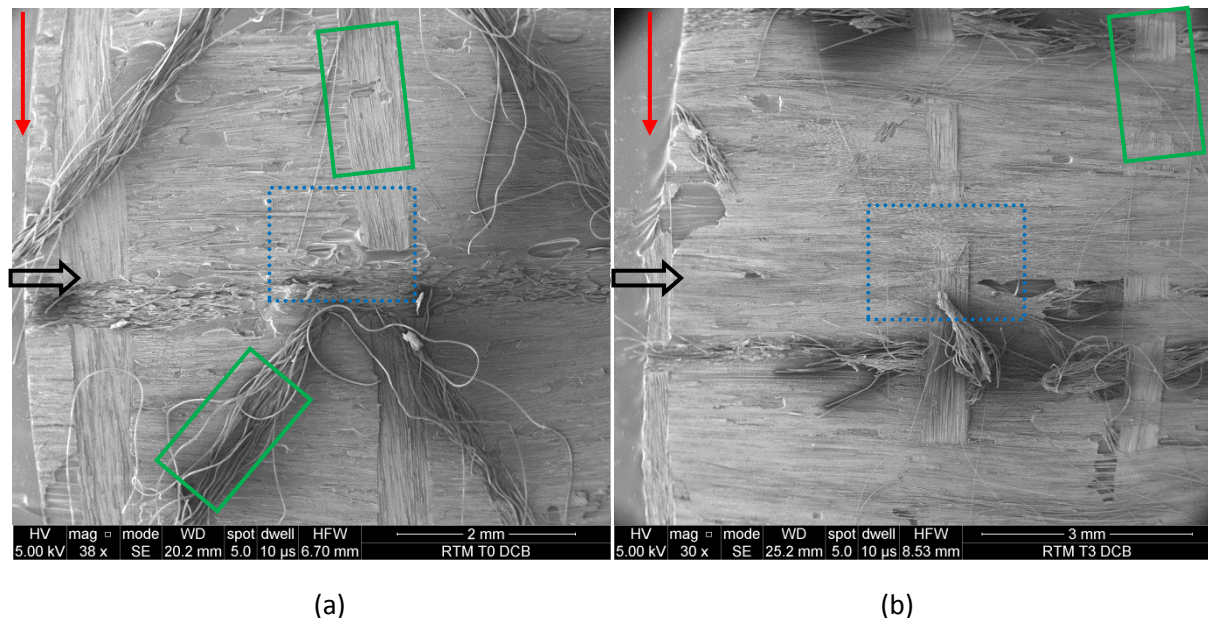 HV mag □ mode WD spot dwell HFW 2 mm
5.00 kV 38 x SE 20.2 mm 5.0 10 µs 6.70 mm RTM T0 DCB
HV mag □ mode WD spot dwell HFW 3 mm
5.00 kV 30 x SE 25.2 mm 5.0 10 µs 8.53 mm RTM T3 DCB
(a)
(b)